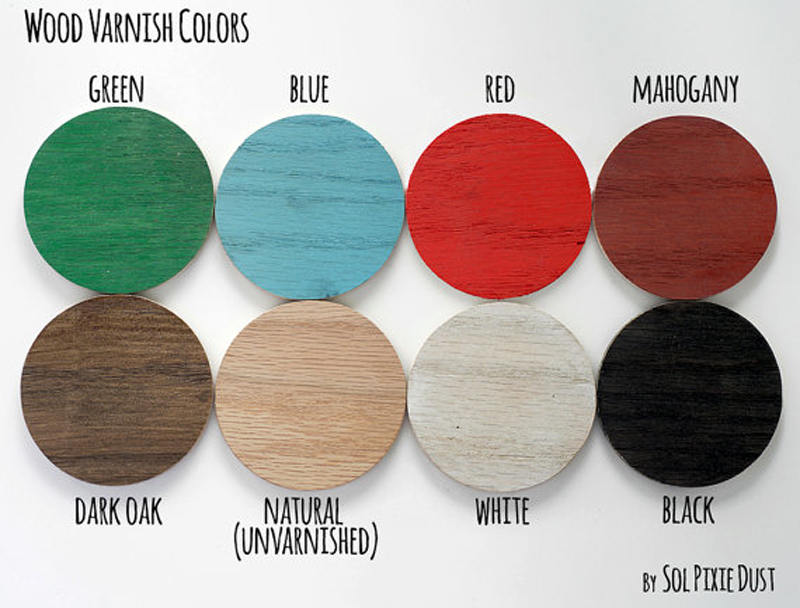 Wood Varnish Colors
GREEN
BLUE
RED
MAHOGANY
DARK OAK
NATURAL
(UNVARNISHED)
WHITE
BLACK
BY SOL PIXIE DUST